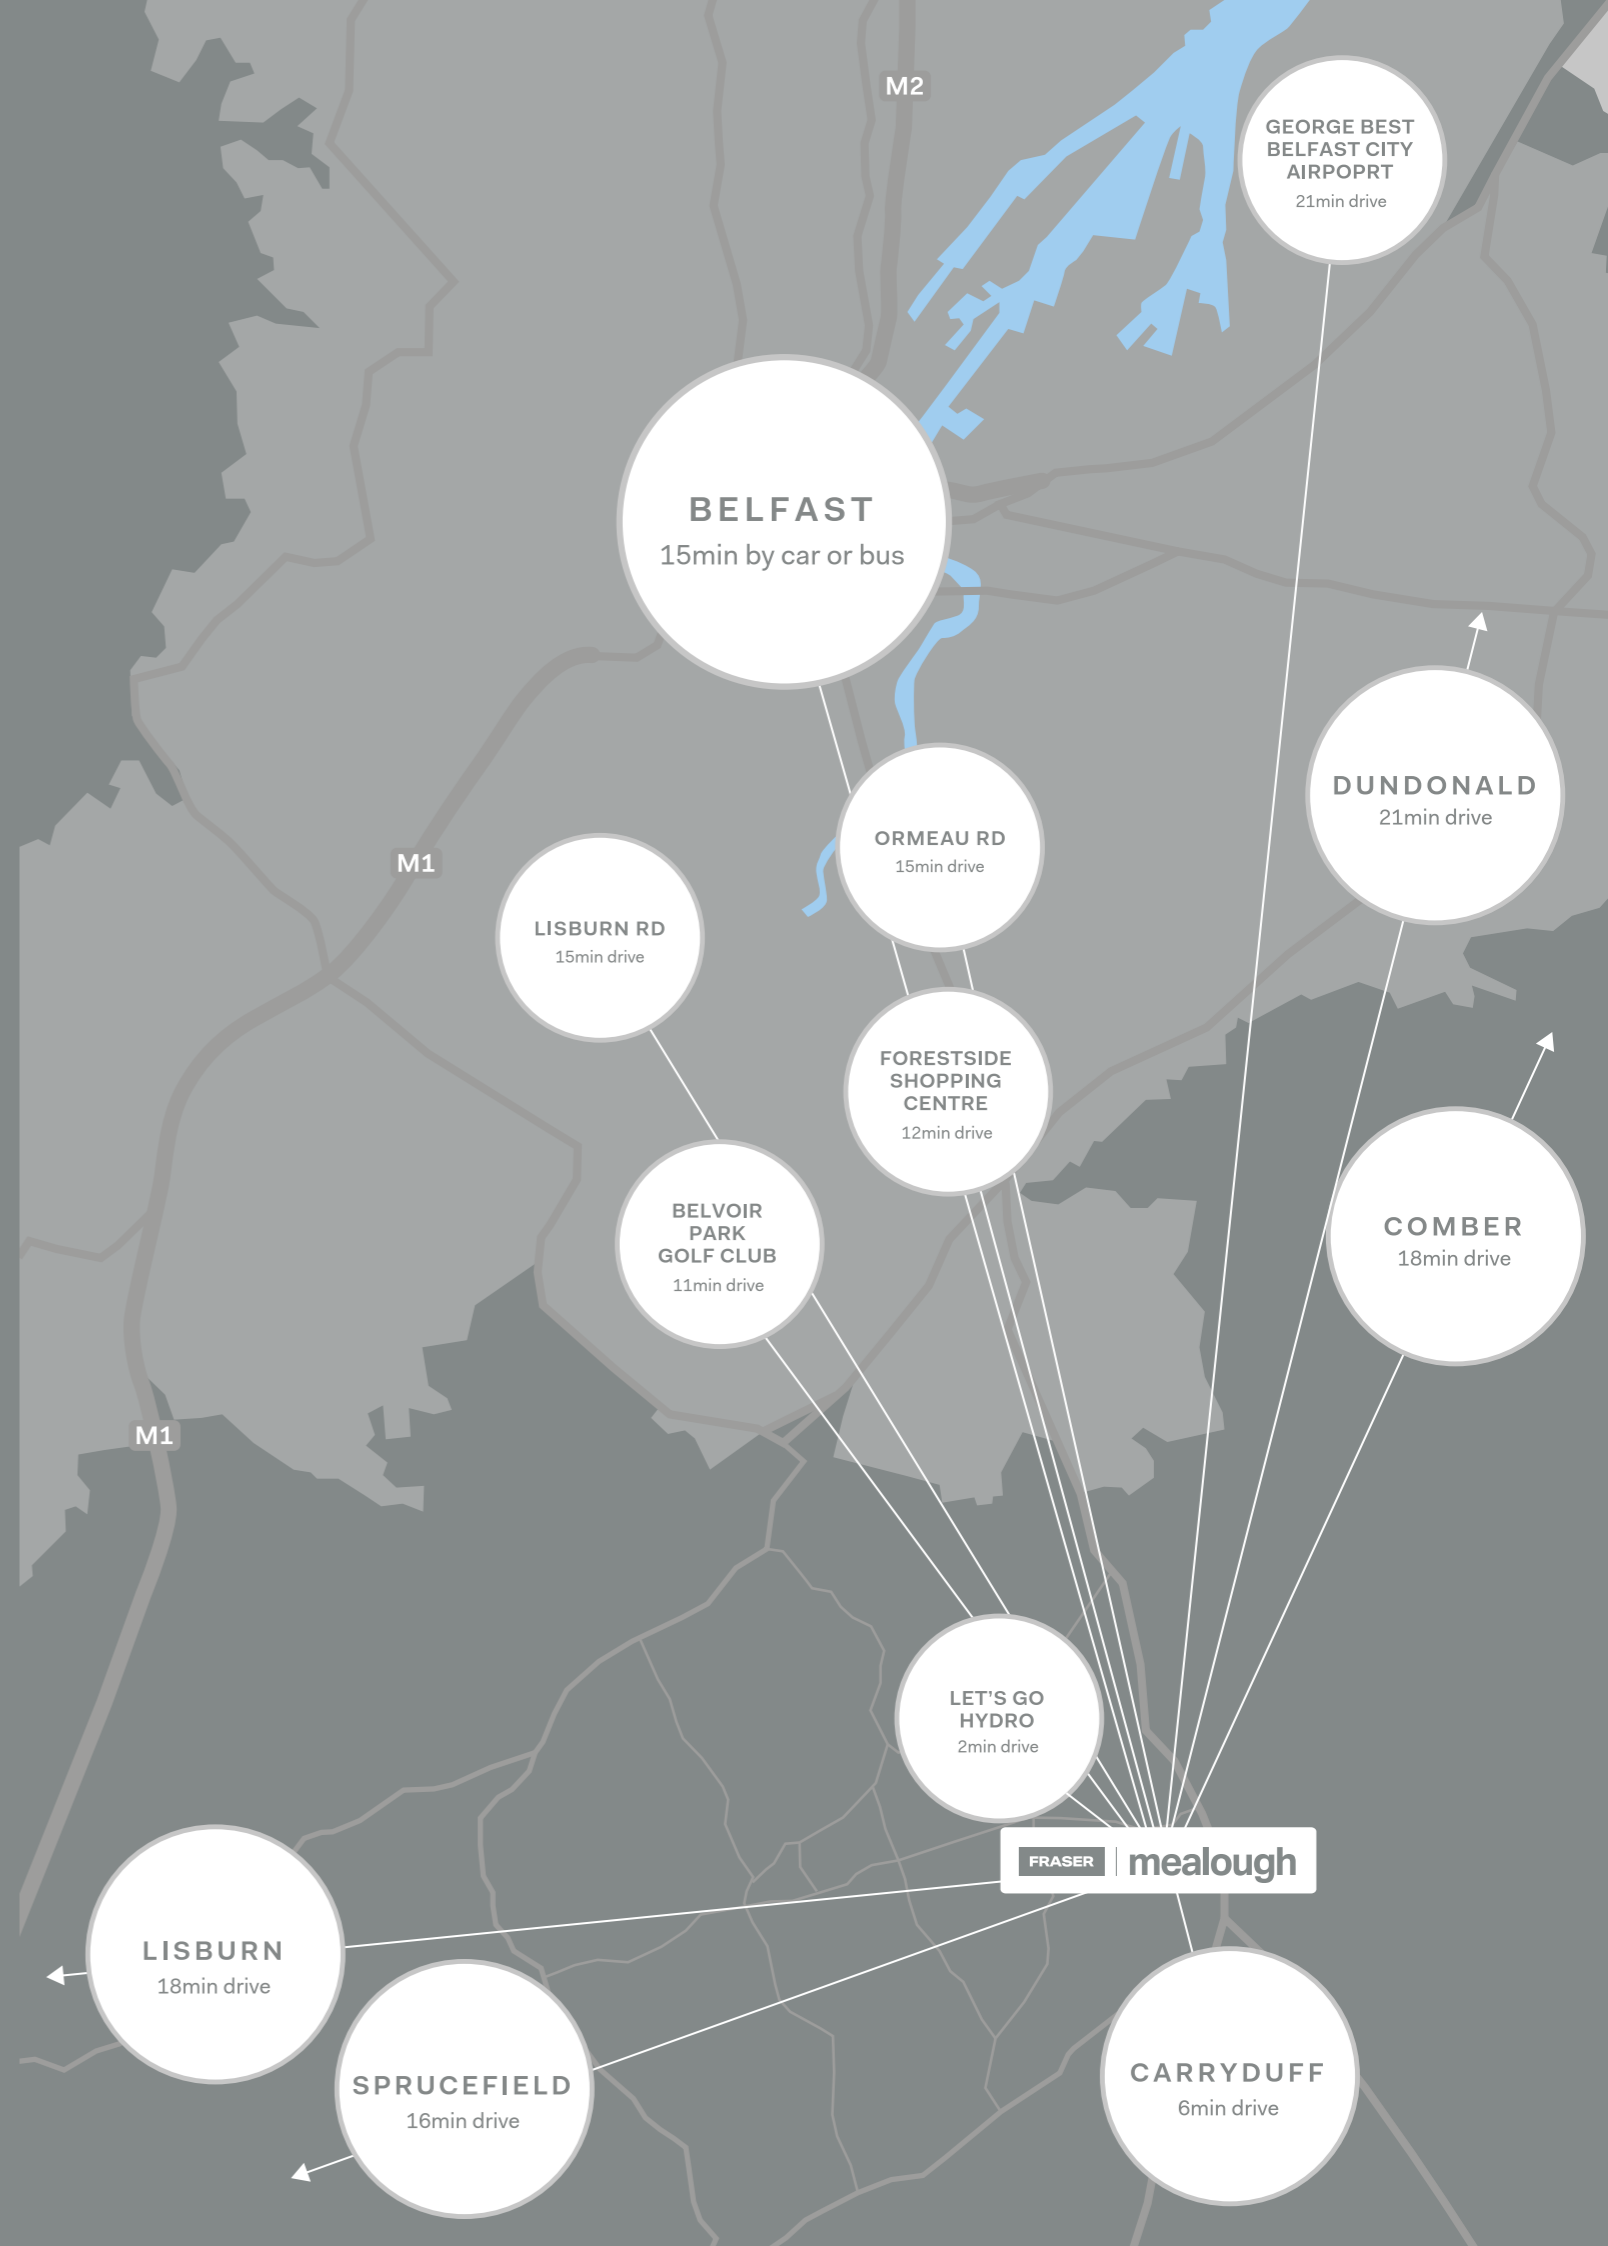 M2
GEORGE BEST
BELFAST CITY
AIRPOPRT
21min drive
BELFAST
15min by car or bus
DUNDONALD
21min drive
ORMEAU RD
15min drive
M1
LISBURN RD
15min drive
FORESTSIDE
SHOPPING
CENTRE
12min drive
BELVOIR
PARK
GOLF CLUB
11min drive
COMBER
18min drive
M1
LET'S GO
HYDRO
2min drive
FRASER | mealough
LISBURN
18min drive
SPRUCEFIELD
16min drive
CARRYDUFF
6min drive